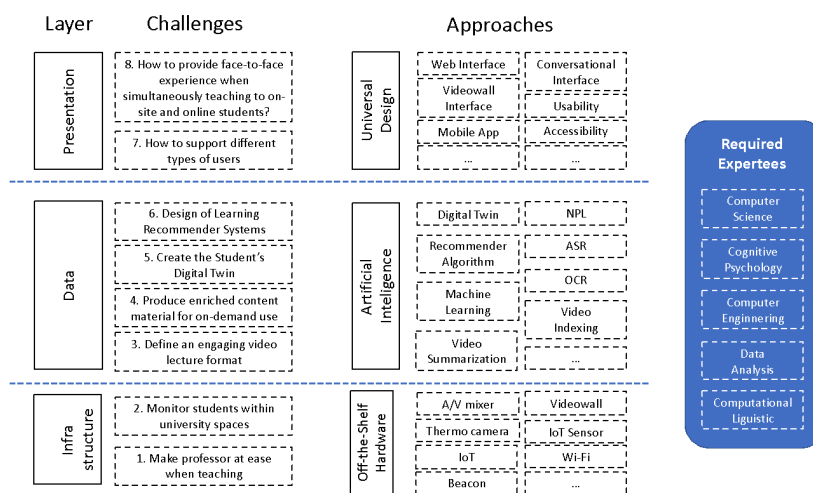 Layer
Challenges
Approaches
Presentation
8. How to provide face-to-face
experience when
simultaneously teaching to on-
site and online students?
7. How to support different
types of users
Universal
Design
Web Interface
Videowall
Interface
Mobile App
...
Conversational
Interface
Usability
Accessibility
...
Data
6. Design of Learning
Recommender Systems
5. Create the Student's
Digital Twin
4. Produce enriched content
material for on-demand use
3. Define an engaging video
lecture format
Artificial
Inteligence
Digital Twin
Recommender
Algorithm
Machine
Learning
Video
Summarization
NPL
ASR
OCR
Video
Indexing
...
Infra
structure
2. Monitor students within
university spaces
1. Make professor at ease
when teaching
Off-the-Shelf
Hardware
A/V mixer
Thermo camera
IoT
Beacon
Videowall
IoT Sensor
Wi-Fi
...
Required
Expertees
Computer
Science
Cognitive
Psychology
Computer
Enginnering
Data
Analysis
Computational
Liguistic